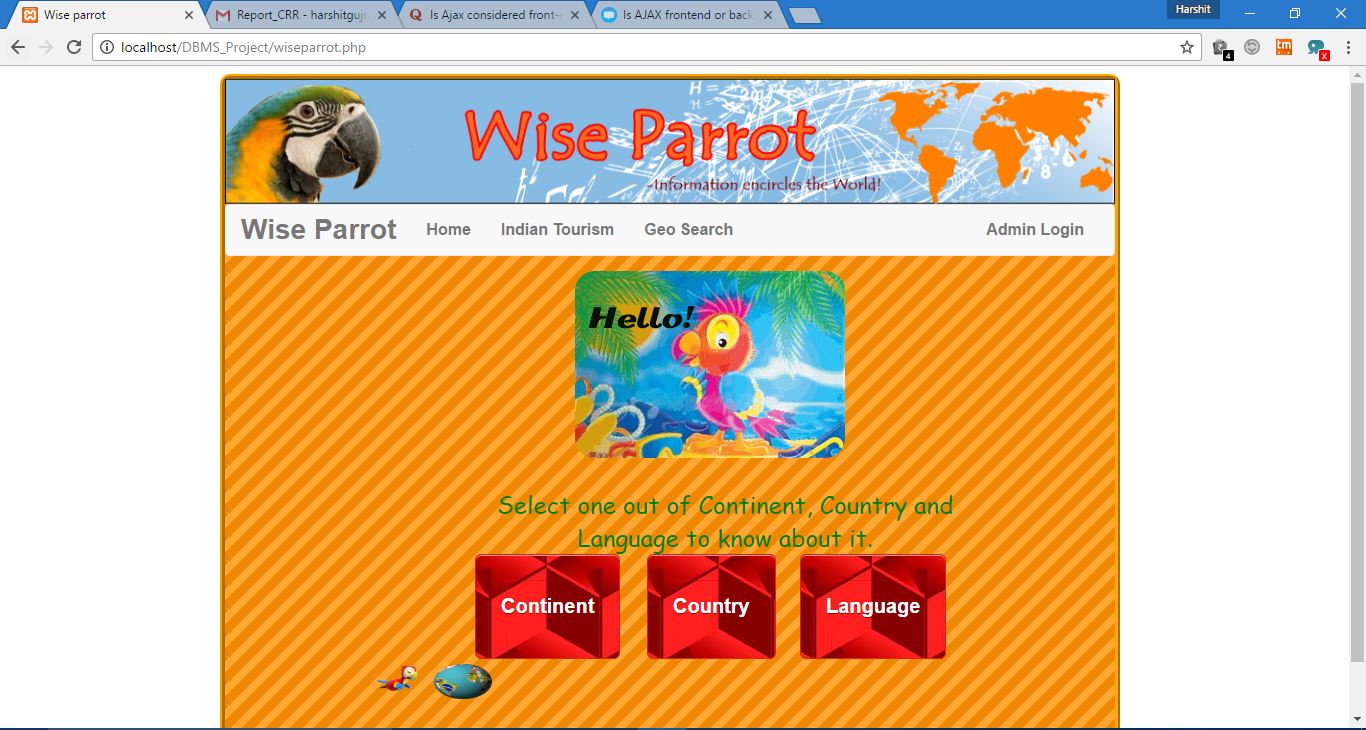 Wise parrot
Report_CRR - harshitguj
Is Ajax considered front-
Is AJAX frontend or back
Harshit
localhost/DBMS_Project/wiseparrot.php
4
tm
x
Wise Parrot
-Information encircles the World!
Wise Parrot
Home
Indian Tourism
Geo Search
Admin Login
Hello!
Select one out of Continent, Country and
Language to know about it.
Continent
Country
Language